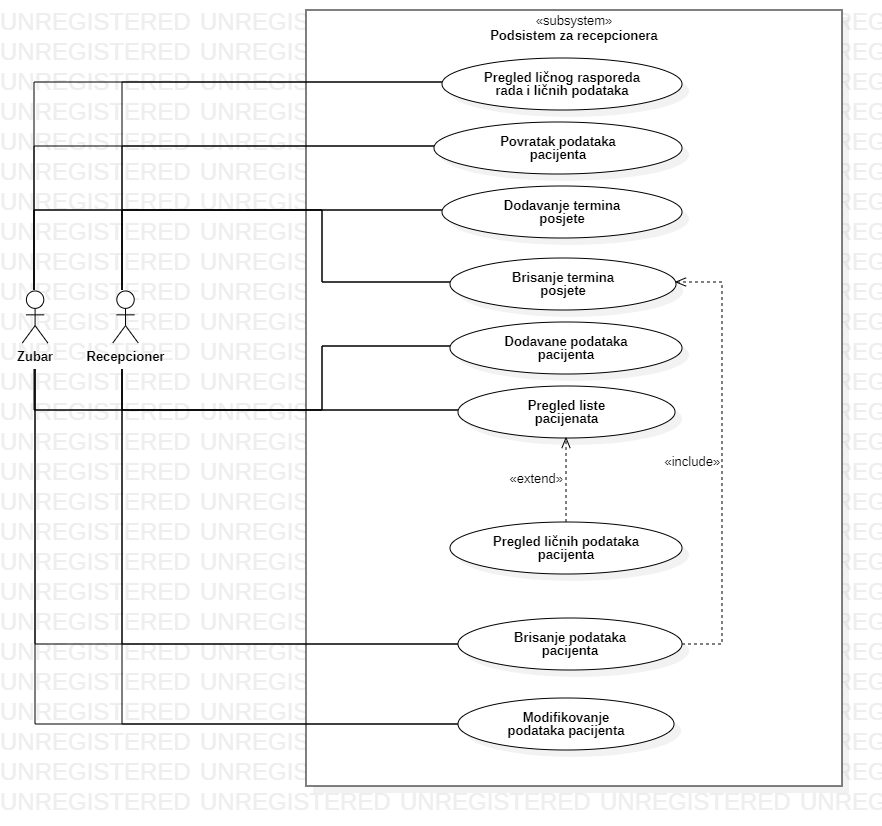 «subsystem»
Podsistem za recepcionera
Pregled ličnog rasporeda
rada i ličnih podataka
Povratak podataka
pacijenta
Dodavanje termina
posjete
Brisanje termina
posjete
Zubar
Recepcioner
Dodavane podataka
pacijenta
Pregled liste
pacijenata
«include»
«extend»
Pregled ličnih podataka
pacijenta
Brisanje podataka
pacijenta
Modifikovanje
podataka pacijenta
UNREGISTERED UNREGISTERED UNREGISTERED UNREGISTERED UNREG